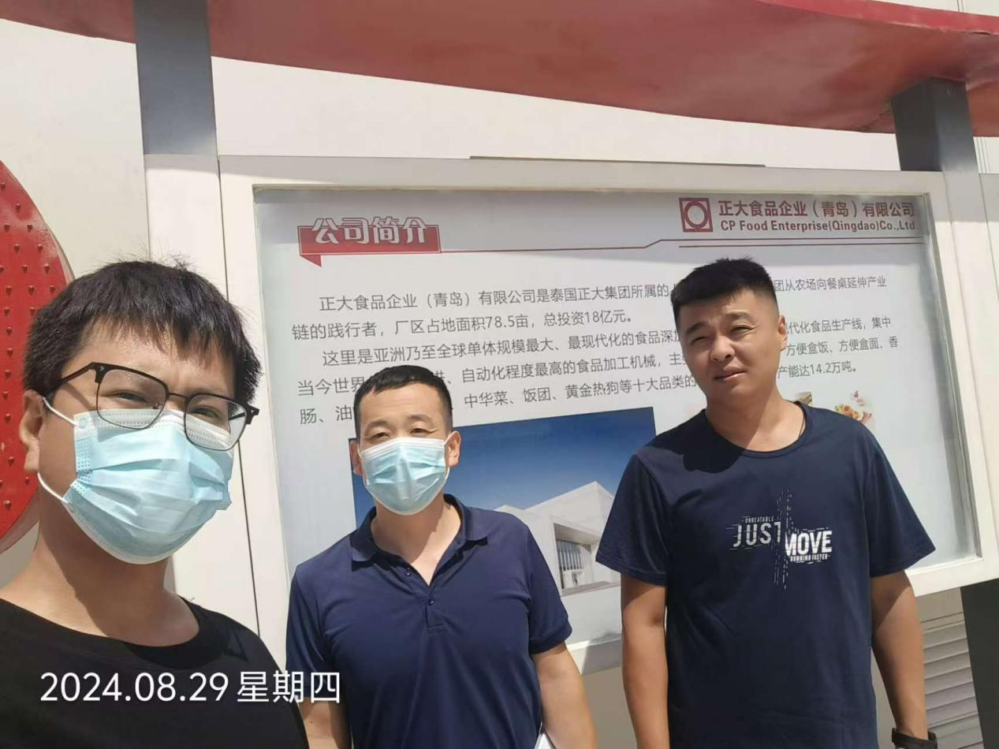 公司简介
正大食品企业（青岛）有限公司
CP Food Enterprise(Qingdao)Co.,Ltd
正大食品企业（青岛）有限公司是泰国正大集团所属的 团从农场向餐桌延伸产业
链的践行者，厂区占地面积78.5亩，总投资18亿元。
这里是亚洲乃至全球单体规模最大、最现代化的食品深加 现代化食品生产线，集中
当今世界 进、自动化程度最高的食品加工机械，主 方便盒饭、方便盒面、香
肠、油 中华菜、饭团、黄金热狗等十大品类的 产能达14.2万吨。
UNBEATABLE
JUST MOVE
RUNNING FASTER
2024.08.29 星期四